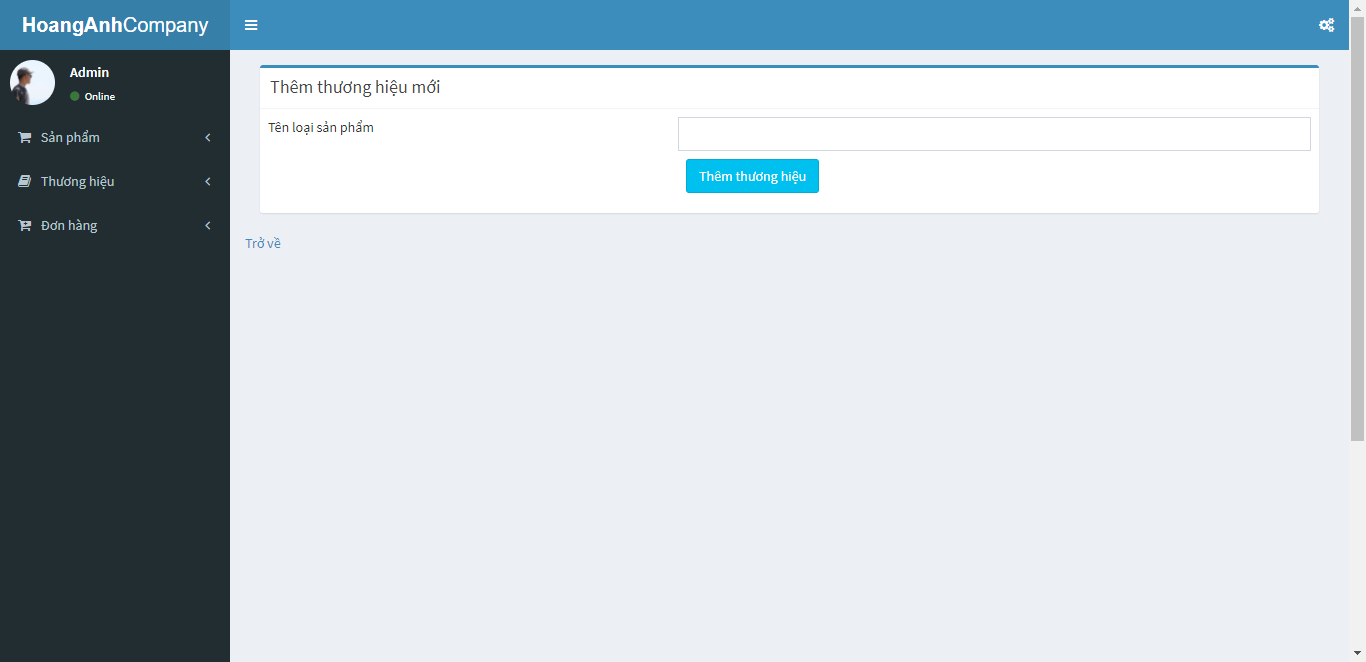 HoangAnhCompany
Admin
Online
Sản phẩm
Thương hiệu
Đơn hàng
Thêm thương hiệu mới
Tên loại sản phẩm
Thêm thương hiệu
Trở về